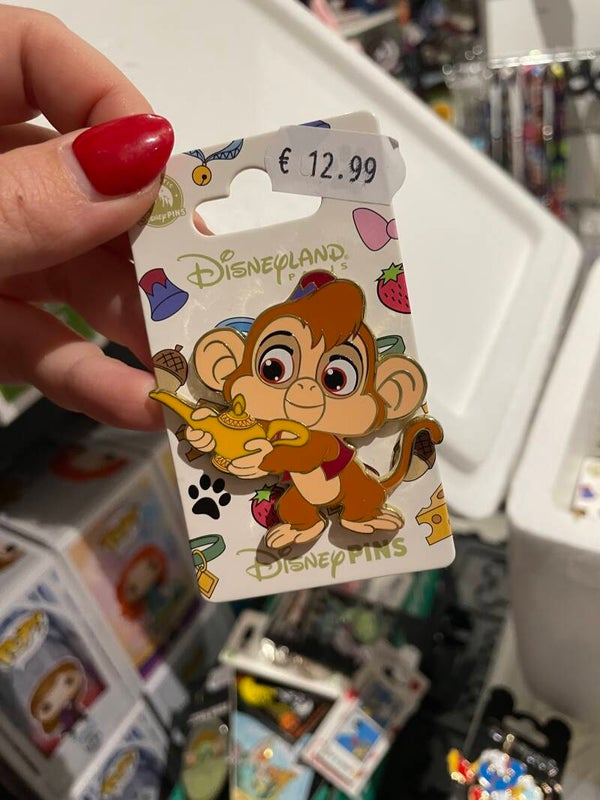 € 12.99
DISNEYLAND
PARIS
DISNEY PINS